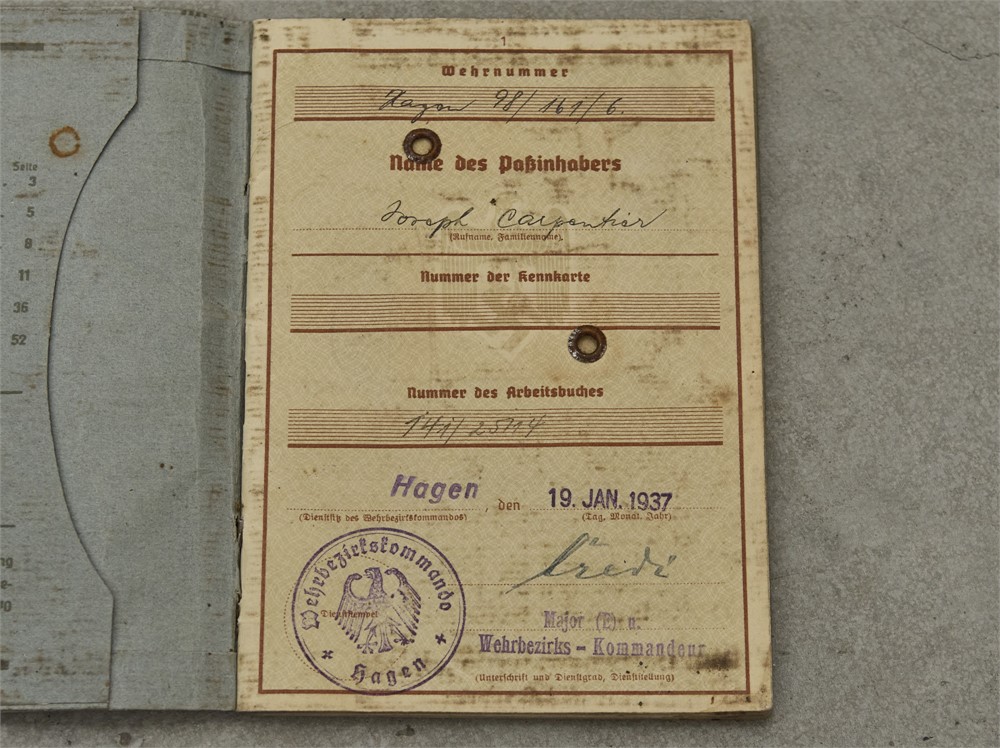 Seite
3
5
8
11
36
52
ng
e-
1
Wehrnummer
Hagen 98/161/6.
Name des Paßinhabers
Joseph Carpentier
(Rufname, Familienname)
Nummer der Kennkarte
Nummer des Arbeitsbuches
141/
Hagen, den 19. JAN. 1937
(Dienstsitz des Wehrbezirkskommandos) (Tag, Monat, Jahr)
Wehrbezirkskommando
Dienststempel
Hagen
Major (E) u.
Wehrbezirks - Kommandeur
(Unterschrift und Dienstgrad, Dienststellung)